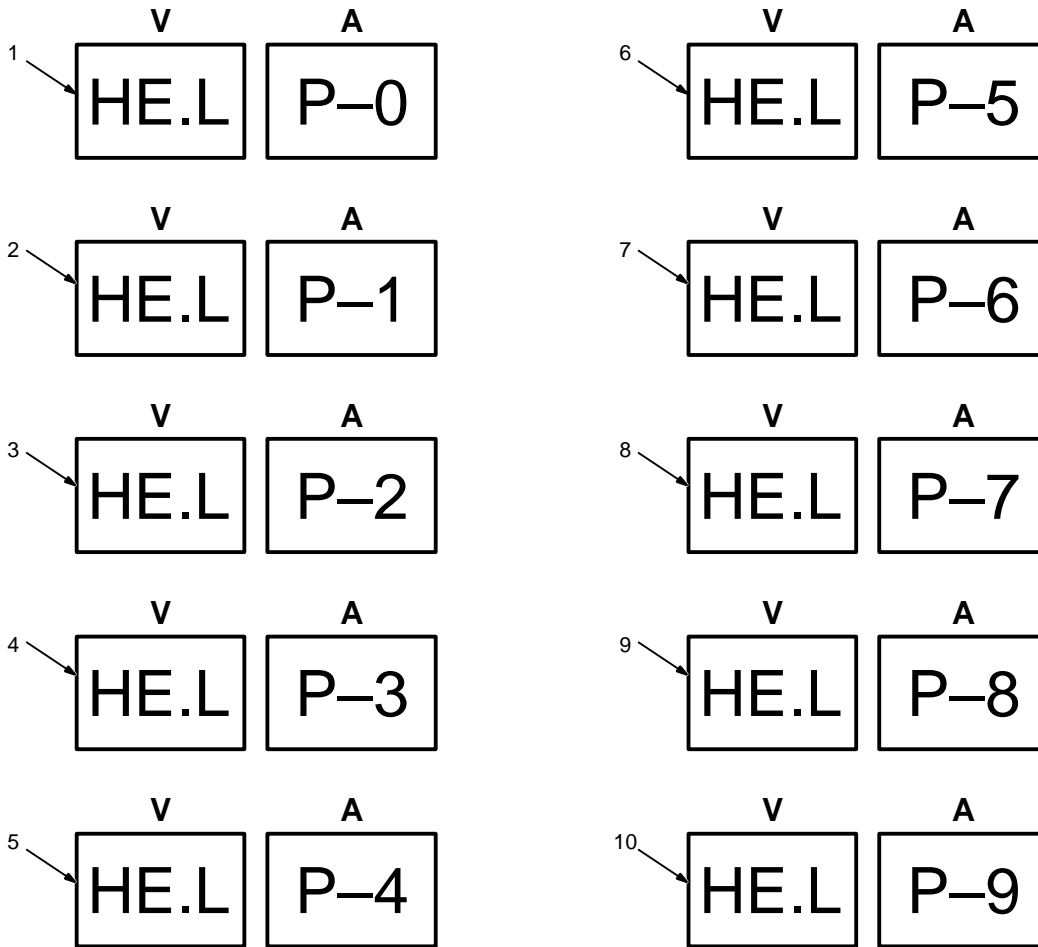 V A
1 HE.L P–0
V A
2 HE.L P–1
V A
3 HE.L P–2
V A
4 HE.L P–3
V A
5 HE.L P–4
V A
6 HE.L P–5
V A
7 HE.L P–6
V A
8 HE.L P–7
V A
9 HE.L P–8
V A
10 HE.L P–9